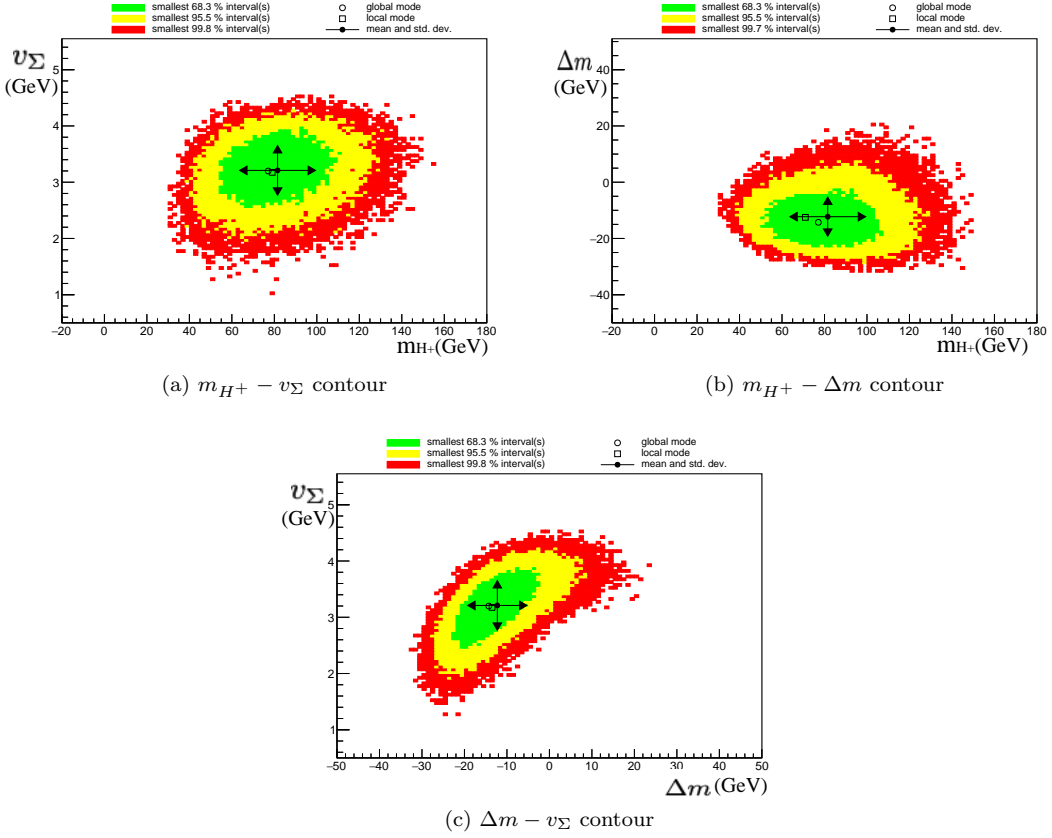 smallest 68.3 % interval(s) global mode
smallest 95.5 % interval(s) local mode
smallest 99.8 % interval(s) mean and std. dev.
vΣ
(GeV)
5
4
3
2
1
−20 0 20 40 60 80 100 120 140 160 180
mH+(GeV)
(a) mH+ − vΣ contour
smallest 68.3 % interval(s) global mode
smallest 95.5 % interval(s) local mode
smallest 99.7 % interval(s) mean and std. dev.
Δm
(GeV)
40
20
0
−20
−40
−20 0 20 40 60 80 100 120 140 160 180
mH+(GeV)
(b) mH+ − Δm contour
smallest 68.3 % interval(s) global mode
smallest 95.5 % interval(s) local mode
smallest 99.8 % interval(s) mean and std. dev.
vΣ
(GeV)
5
4
3
2
1
−50 −40 −30 −20 −10 0 10 20 30 40 50
Δm(GeV)
(c) Δm − vΣ contour